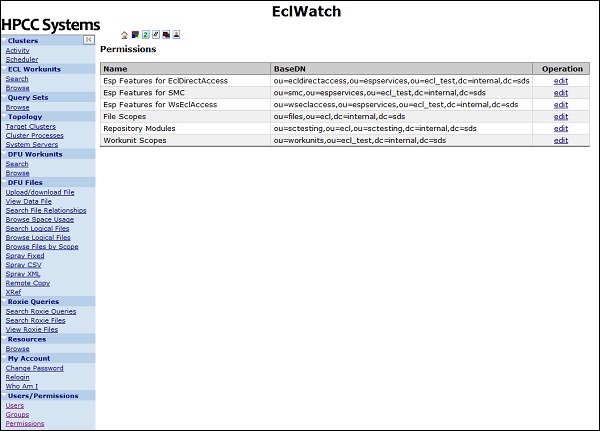 EclWatch
HPCC Systems
Clusters
Activity
Scheduler
ECL Workunits
Search
Browse
Query Sets
Browse
Topology
Target Clusters
Cluster Processes
System Servers
DFU Workunits
Search
Browse
DFU Files
Upload/download File
View Data File
Search File Relationships
Browse Space Usage
Search Logical Files
Browse Logical Files
Browse Files by Scope
Spray Fixed
Spray CSV
Spray XML
Remote Copy
XRef
Roxie Queries
Search Roxie Queries
Search Roxie Files
View Roxie Files
Resources
Browse
My Account
Change Password
Relogin
Who Am I
Users/Permissions
Users
Groups
Permissions
Permissions
Name BaseDN Operation
Esp Features for EclDirectAccess ou=ecldirectaccess,ou=espservices,ou=ecl_test,dc=internal,dc=sds edit
Esp Features for SMC ou=smc,ou=espservices,ou=ecl_test,dc=internal,dc=sds edit
Esp Features for WsEclAccess ou=wseclaccess,ou=espservices,ou=ecl_test,dc=internal,dc=sds edit
File Scopes ou=files,ou=ecl,dc=internal,dc=sds edit
Repository Modules ou=sctesting,ou=ecl,ou=sctesting,dc=internal,dc=sds edit
Workunit Scopes ou=workunits,ou=ecl_test,dc=internal,dc=sds edit